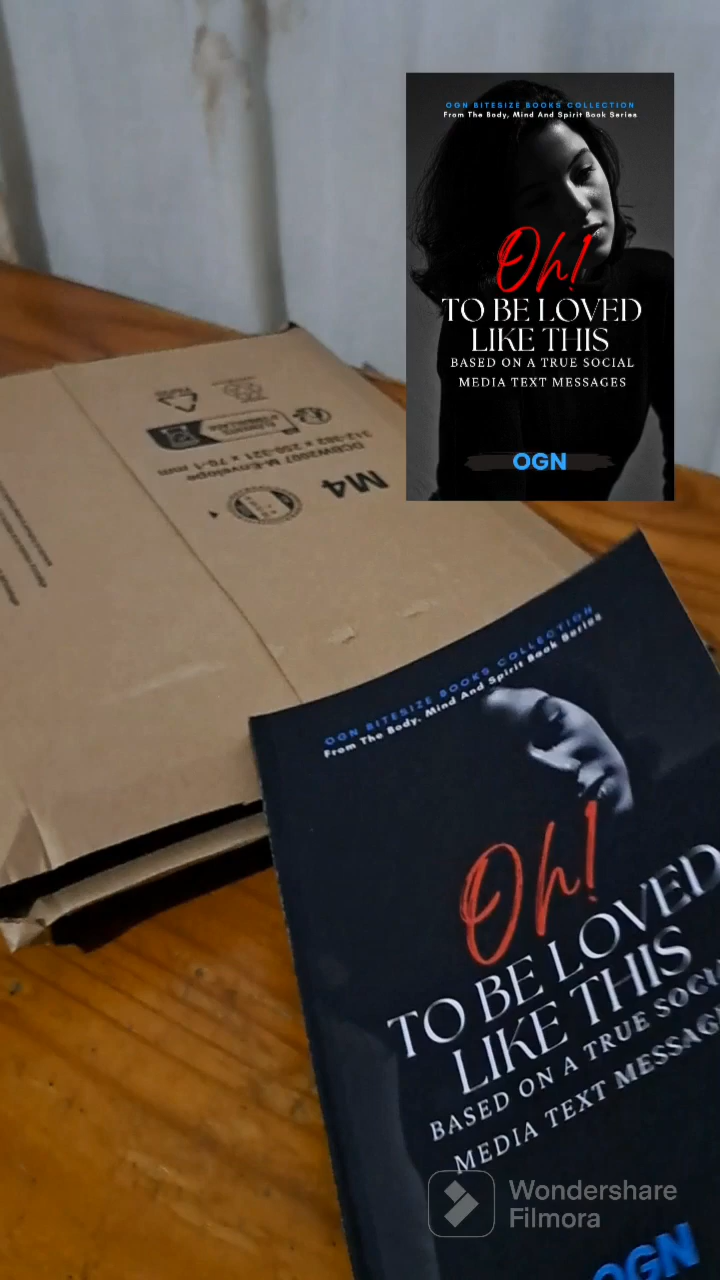 OGN BITESIZE BOOKS COLLECTION
From The Body, Mind And Spirit Book Series
Oh!
TO BE LOVED
LIKE THIS
BASED ON A TRUE SOCIAL
MEDIA TEXT MESSAGES
OGN
M4
DCBW2007 M-Envelope
OGN BITESIZE BOOKS COLLECTION
From The Body, Mind And Spirit Book Series
Oh!
TO BE LOVED
LIKE THIS
BASED ON A TRUE SOCI
MEDIA TEXT MESSAG
OGN
Wondershare
Filmora